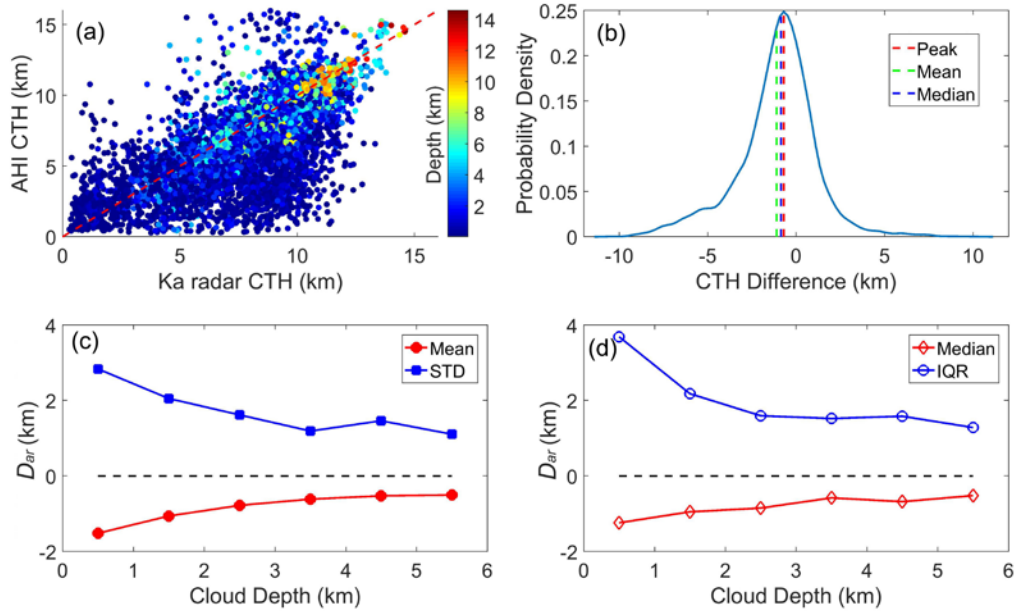 (a)
AHI CTH (km)
15
10
5
0
0 5 10 15
Ka radar CTH (km)
Depth (km)
14
12
10
8
6
4
2
(b)
Probability Density
0.25
0.2
0.15
0.1
0.05
0
-10 -5 0 5 10
CTH Difference (km)
Peak
Mean
Median
(c)
Dar (km)
4
2
0
-2
0 1 2 3 4 5 6
Cloud Depth (km)
Mean
STD
(d)
Dar (km)
4
2
0
-2
0 1 2 3 4 5 6
Cloud Depth (km)
Median
IQR